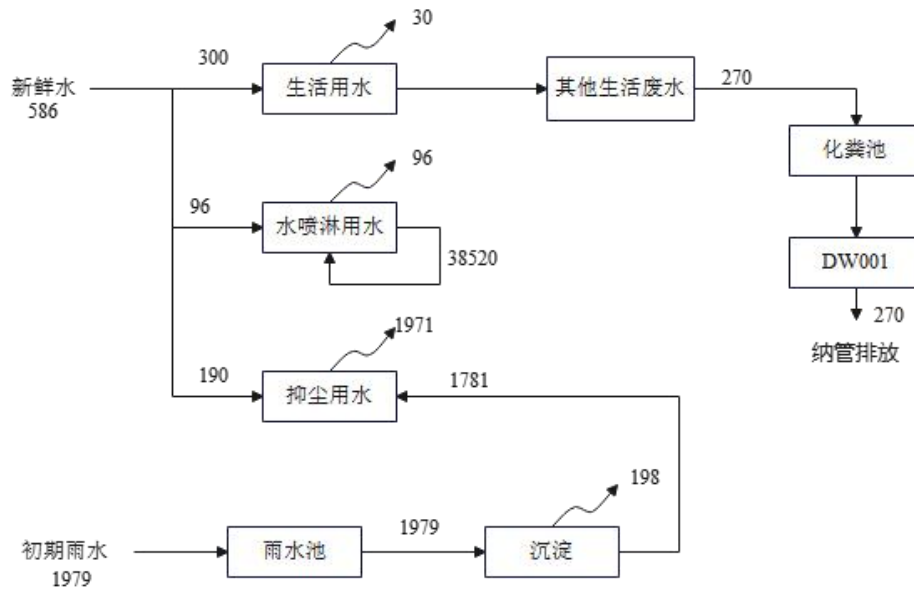 30
300
新鲜水
586
生活用水
其他生活废水
270
化粪池
96
96
水喷淋用水
38520
DW001
270
纳管排放
1971
190
抑尘用水
1781
198
初期雨水
1979
雨水池
1979
沉淀